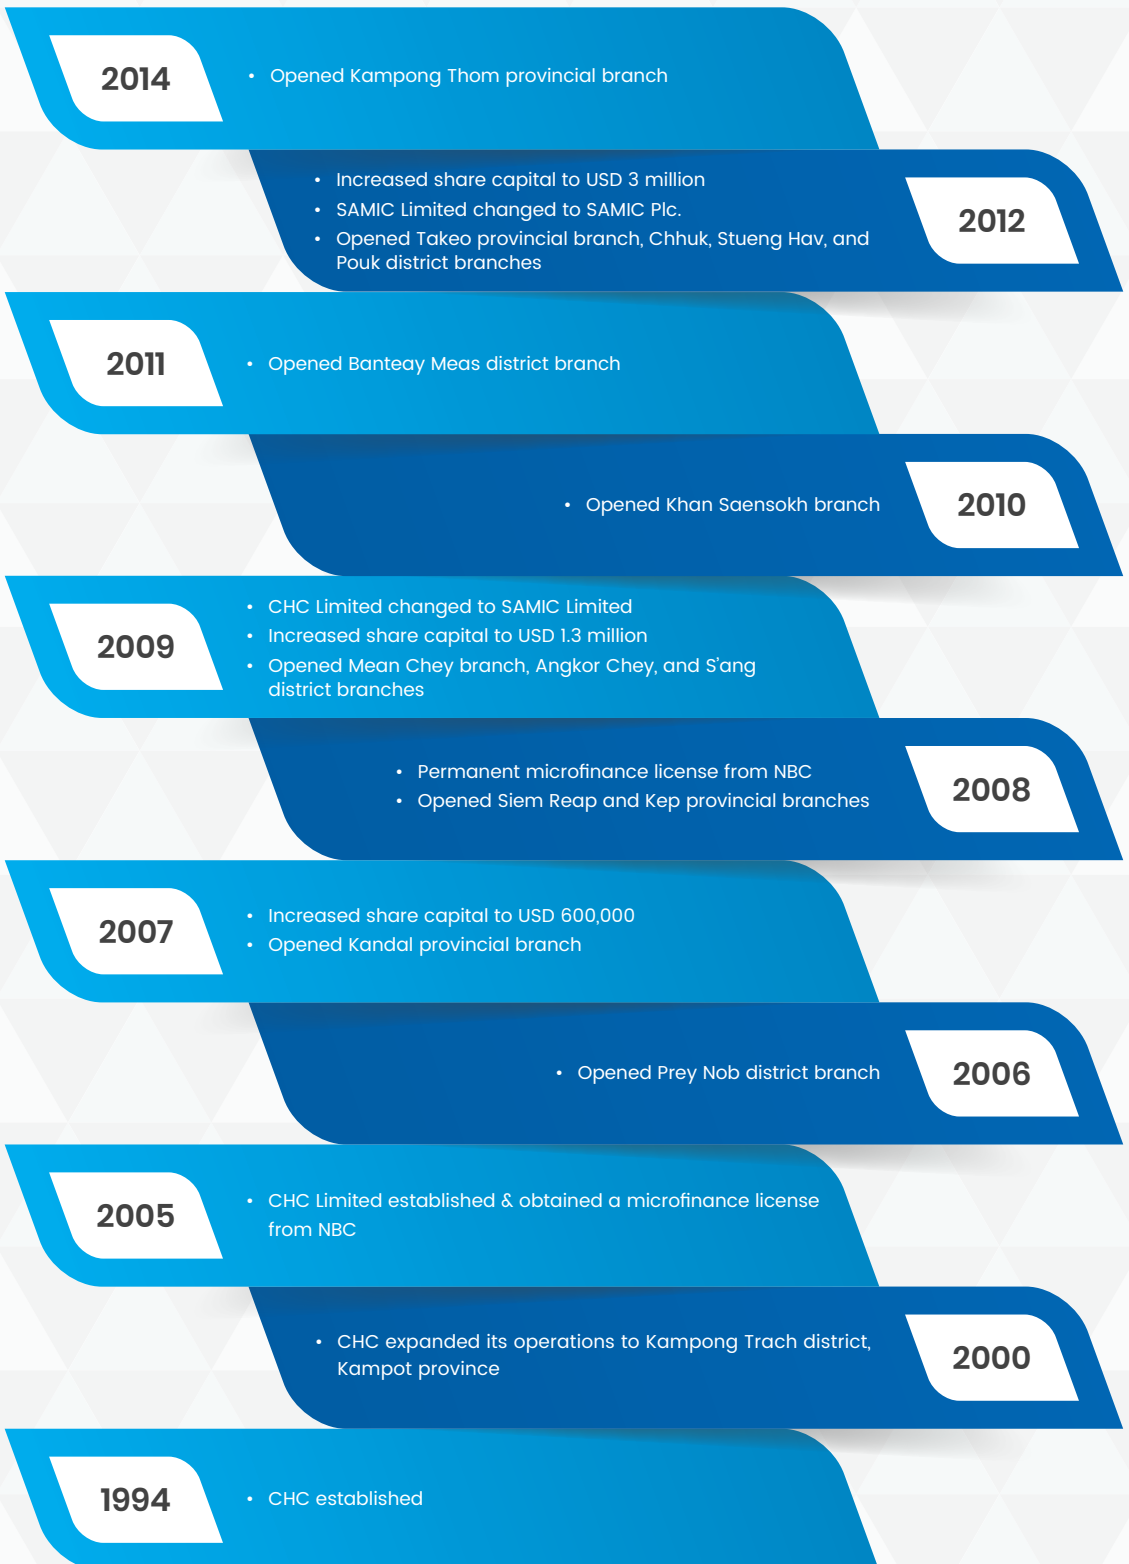 2014
• Opened Kampong Thom provincial branch
• Increased share capital to USD 3 million
• SAMIC Limited changed to SAMIC Plc.
• Opened Takeo provincial branch, Chhuk, Stueng Hav, and
Pouk district branches
2012
2011
• Opened Banteay Meas district branch
• Opened Khan Saensokh branch
2010
2009
• CHC Limited changed to SAMIC Limited
• Increased share capital to USD 1.3 million
• Opened Mean Chey branch, Angkor Chey, and S'ang
district branches
• Permanent microfinance license from NBC
• Opened Siem Reap and Kep provincial branches
2008
2007
• Increased share capital to USD 600,000
• Opened Kandal provincial branch
• Opened Prey Nob district branch
2006
2005
• CHC Limited established & obtained a microfinance license
from NBC
• CHC expanded its operations to Kampong Trach district,
Kampot province
2000
1994
• CHC established